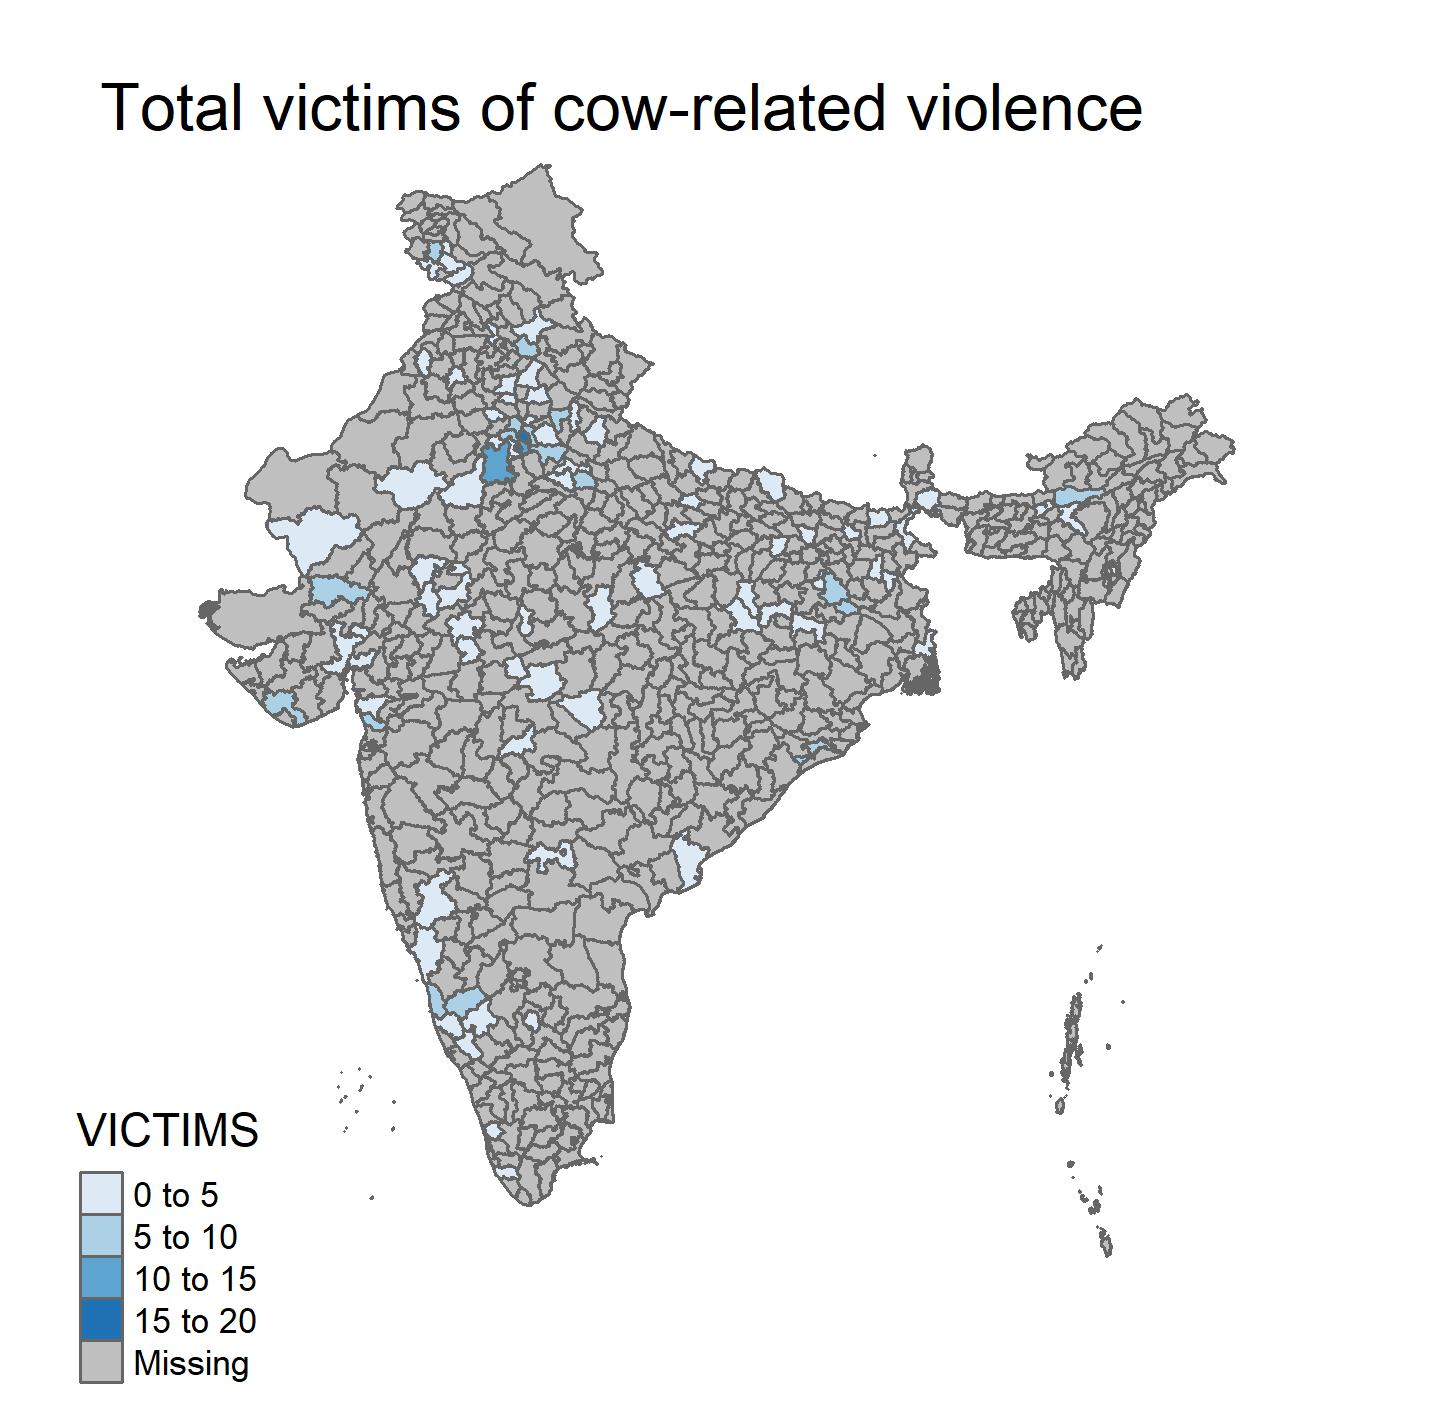 Total victims of cow-related violence
VICTIMS
0 to 5
5 to 10
10 to 15
15 to 20
Missing